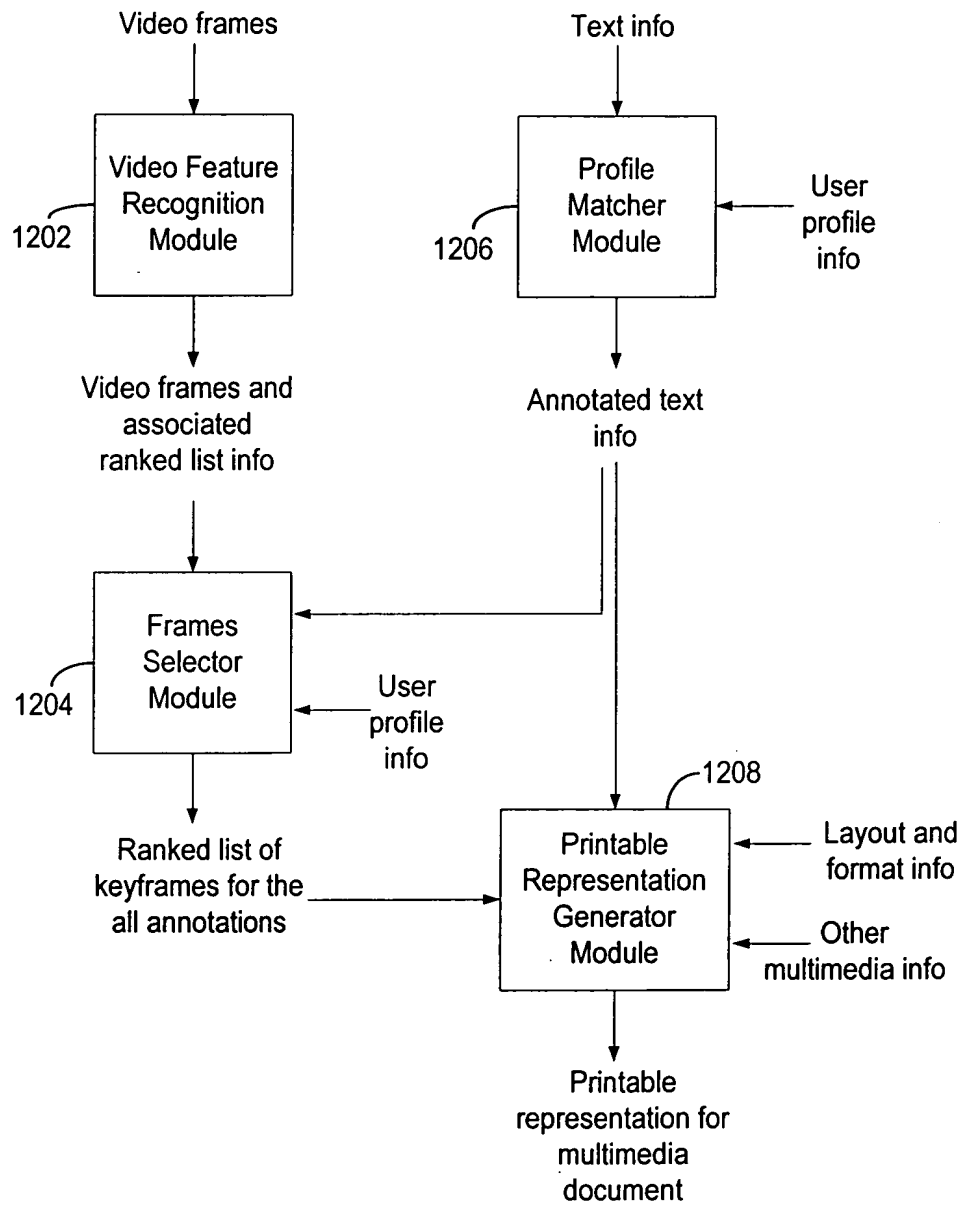 Video frames
Text info
Video Feature
Recognition
Module
1202
Profile
Matcher
Module
1206
User
profile
info
Video frames and
associated
ranked list info
Annotated text
info
Frames
Selector
Module
1204
User
profile
info
1208
Ranked list of
keyframes for the
all annotations
Printable
Representation
Generator
Module
Layout and
format info
Other
multimedia info
Printable
representation for
multimedia
document